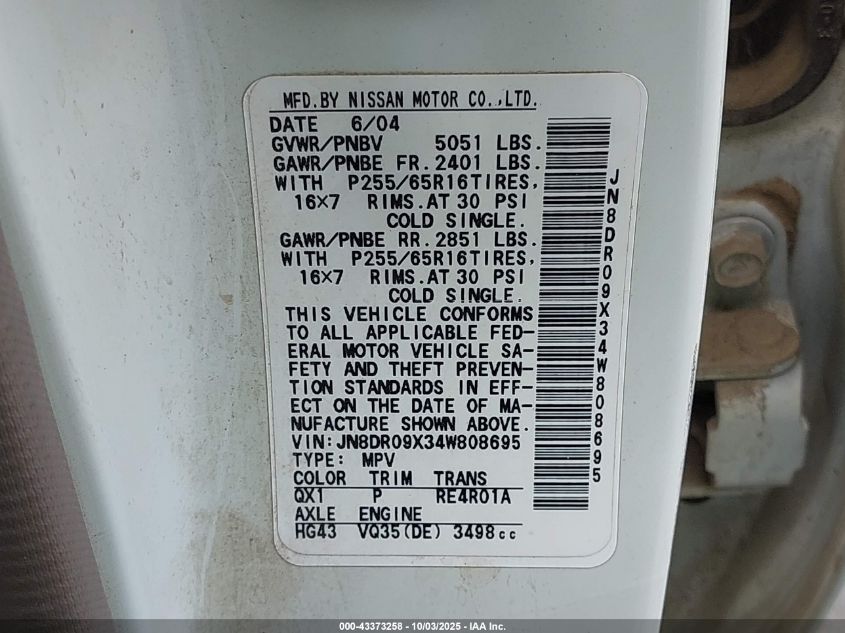 MFD.BY NISSAN MOTOR CO.,LTD.
DATE 6/04
GVWR/PNBV 5051 LBS.
GAWR/PNBE FR.2401 LBS.
WITH P255/65R16TIRES,
16×7 RIMS.AT 30 PSI
COLD SINGLE.
GAWR/PNBE RR.2851 LBS.
WITH P255/65R16TIRES,
16×7 RIMS.AT 30 PSI
COLD SINGLE.
THIS VEHICLE CONFORMS
TO ALL APPLICABLE FED-
ERAL MOTOR VEHICLE SA-
FETY AND THEFT PREVEN-
TION STANDARDS IN EFF-
ECT ON THE DATE OF MA-
NUFACTURE SHOWN ABOVE.
VIN:JN8DR09X34W808695
TYPE: MPV
COLOR TRIM TRANS
QX1 P RE4R01A
AXLE ENGINE
HG43 VQ35(DE) 3498cc
JN8DR09X34W808695
000-43373258 - 10/03/2025 - IAA Inc.